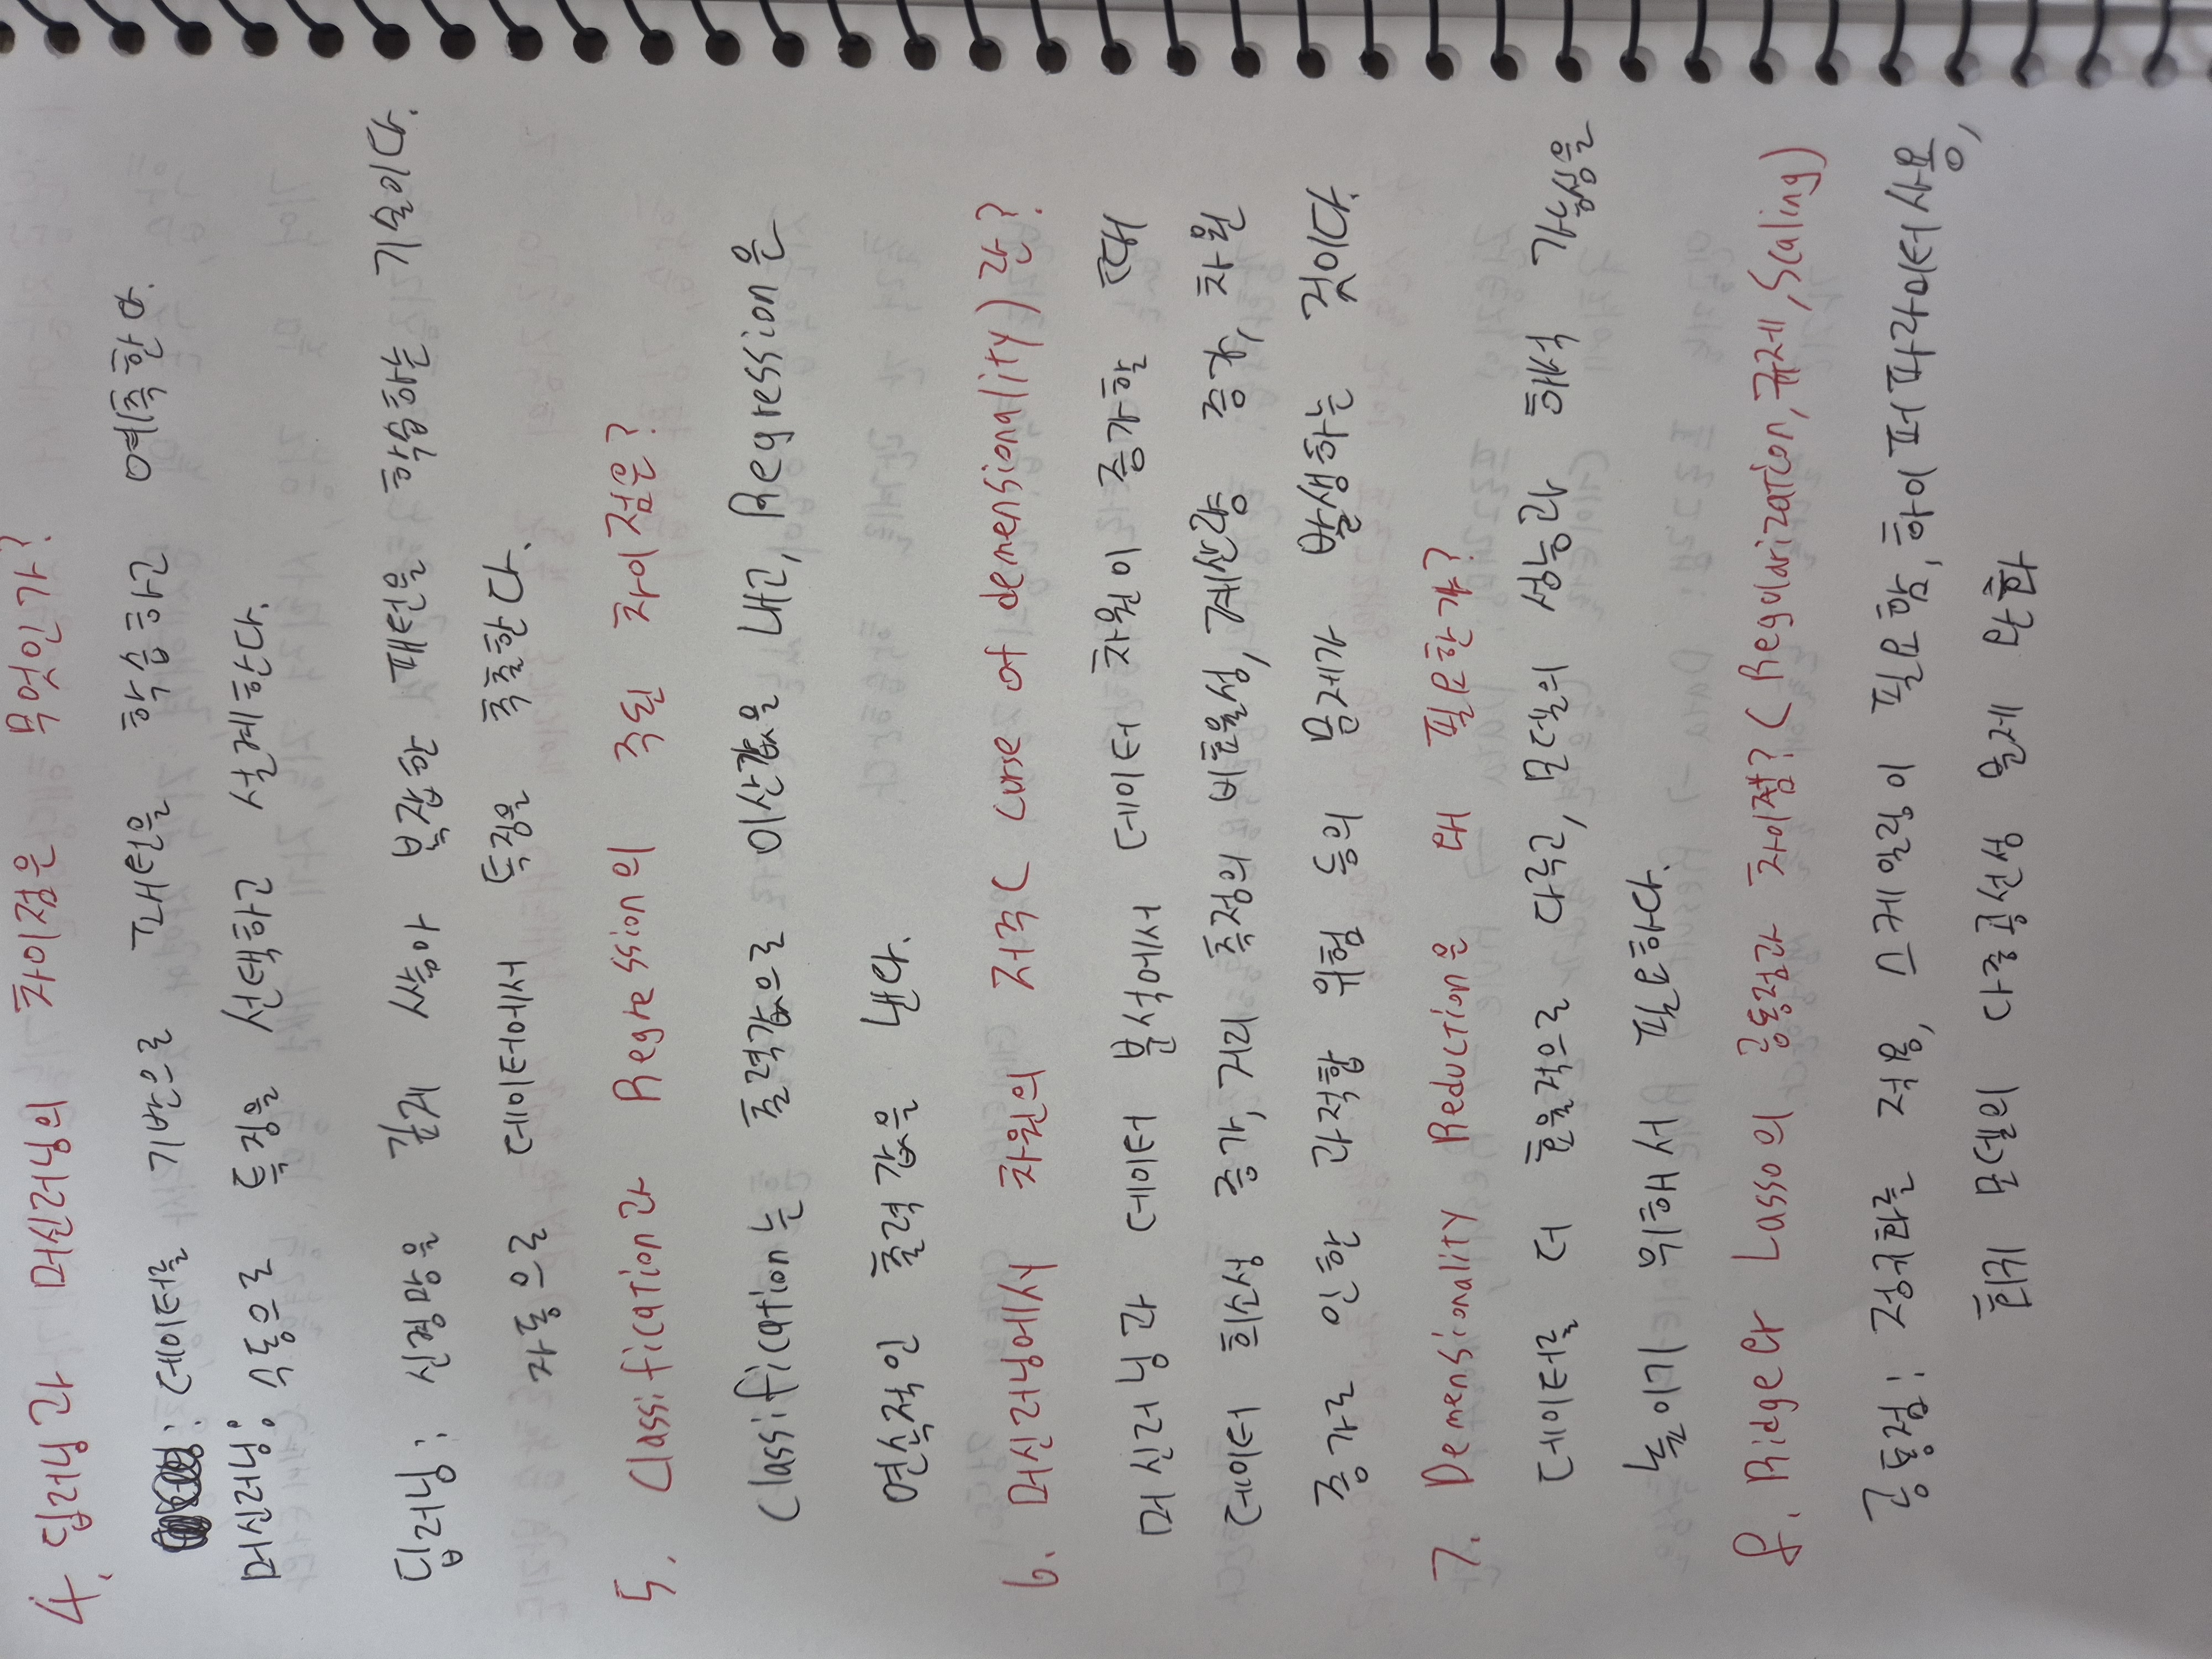 4. 딥러닝과 머신러닝의 차이점은 무엇인가?
: 데이터를 기반으로 패턴을 학습하고 예측한다.
머신러닝: 수동으로 특징을 선택하고 설계한다.
딥러닝: 신경망을 깊게 쌓아 복잡한 패턴을 학습하는 기술이다.
자동으로 데이터에서 특징을 추출한다.
5. Classification과 Regression의 주된 차이점은?
Classification는 출력값으로 이산값을 내고, Regression은
연속적인 출력값을 낸다.
6. 머신러닝에서 차원의 저주( curse of demensionality)란?
머신러닝과 데이터 분석에서 데이터 차원이 증가할 때
데이터 희소성 증가, 거리 측정의 비효율성, 계산량 증가, 차원
증가로 인한 과적합 위험 등의 문제가 발생하는 것이다.
7. Demensionality Reduction은 왜 필요한가?
데이터를 더 효율적으로 다루고, 모델의 성능과 해석 가능성을
높이기 위해서 필요하다.
8. Ridge와 Lasso의 공통점과 차이점? (Regularization, 규제, Scaling)
공통점: 정규화를 적용, 스케일링이 필요함, 하이퍼파라미터 사용,
회귀 모델의 다중공선성 문제 완화